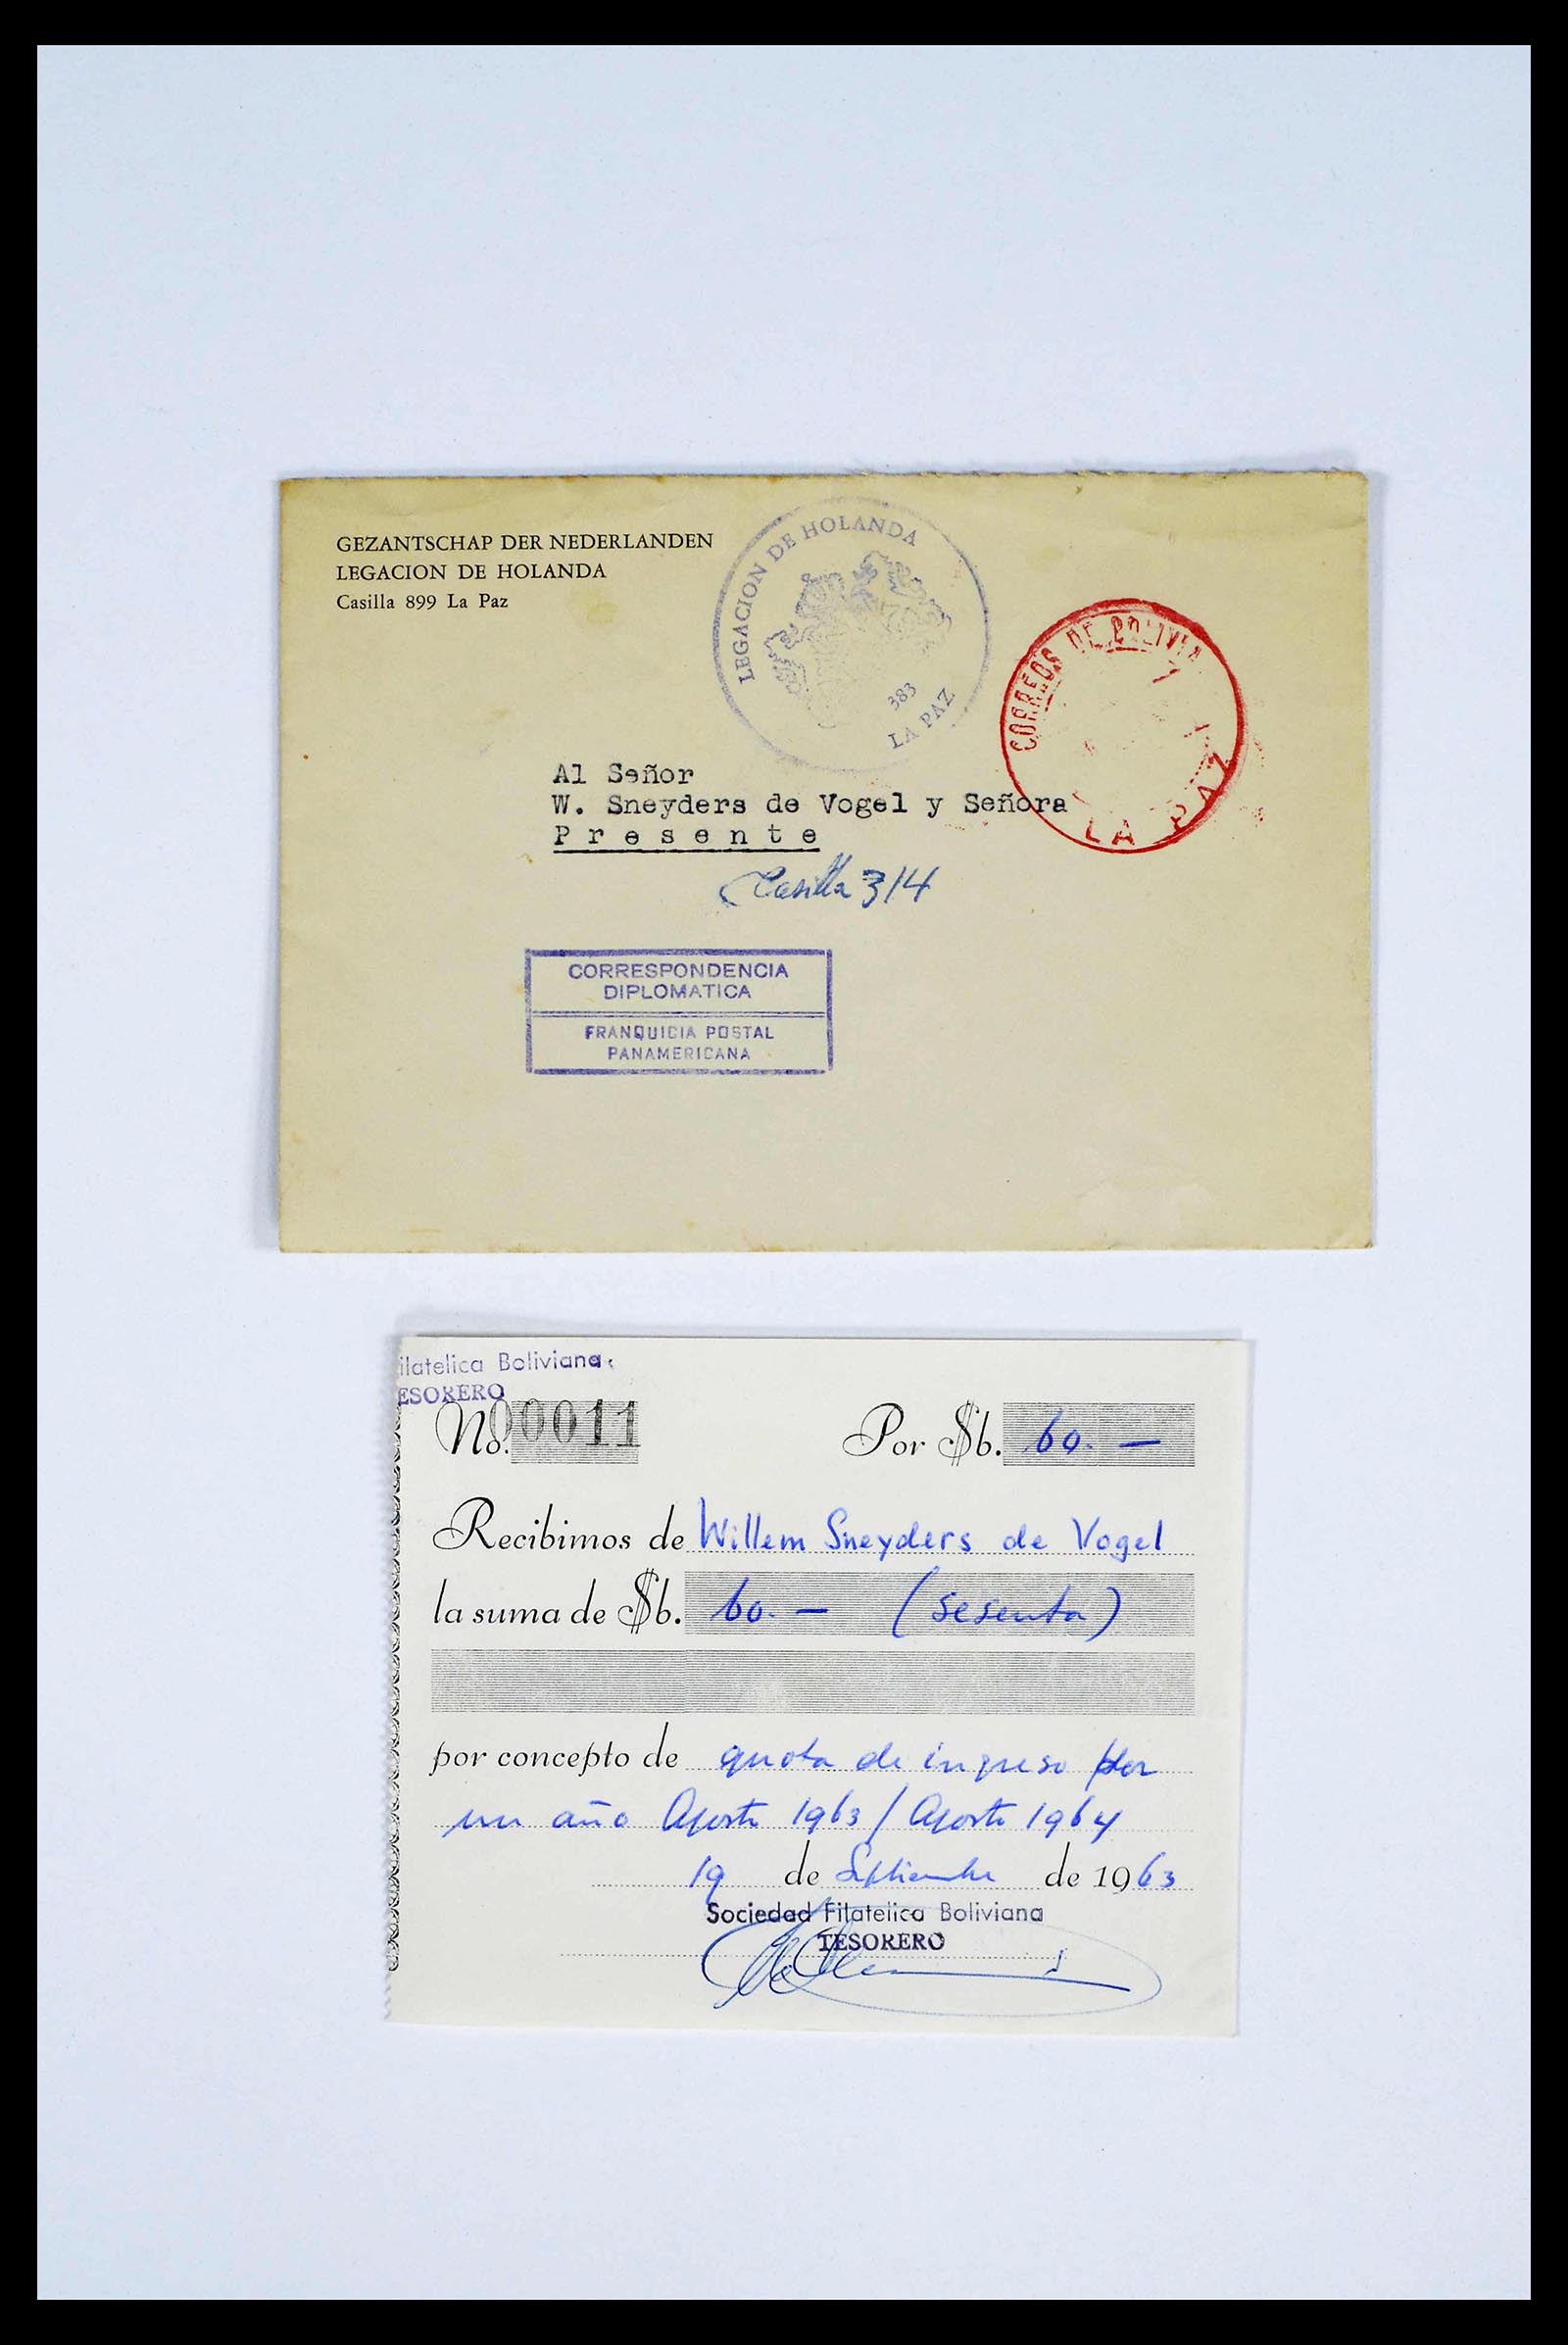 GEZANTSCHAP DER NEDERLANDEN
LEGACION DE HOLANDA
Casilla 899 La Paz
LEGACION DE HOLANDA
383
LA PAZ
CORREOS DE BOLIVIA
LA PAZ
Al Señor
W. Sneyders de Vogel y Señora
Presente
Casilla 314
CORRESPONDENCIA
DIPLOMATICA
FRANQUICIA POSTAL
PANAMERICANA
ilatelica Boliviana
ESORERO
No. 00011 Por $b. 60.—
Recibimos de Willem Sneyders de Vogel
la suma de $b. 60.— (sesenta)
por concepto de quota de ingreso por
un año Agosto 1963 / Agosto 1964
19 de Septiembre de 1963
Sociedad Filatelica Boliviana
TESORERO